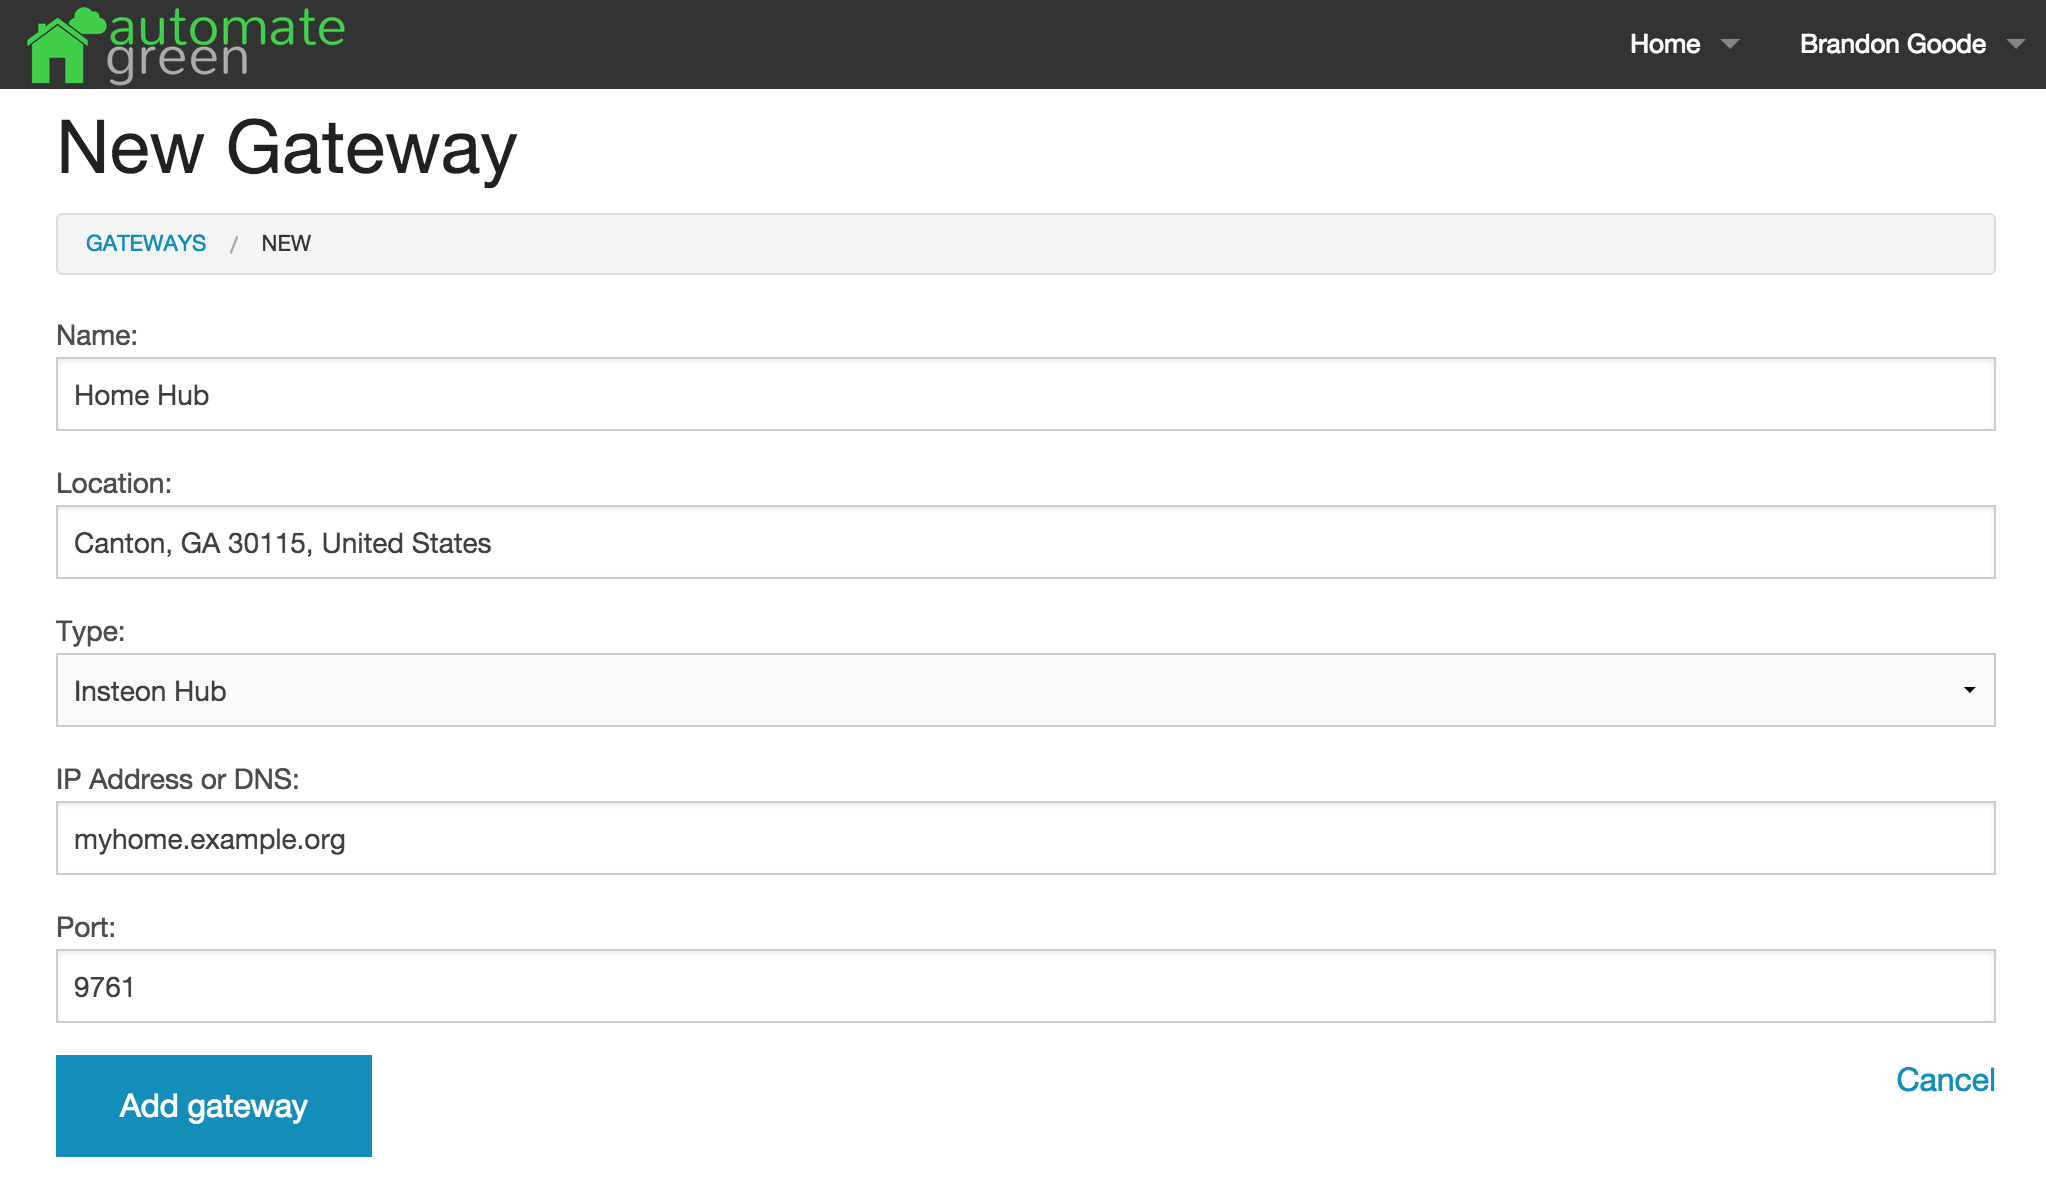 automate
green
Home
Brandon Goode
New Gateway
GATEWAYS / NEW
Name:
Home Hub
Location:
Canton, GA 30115, United States
Type:
Insteon Hub
IP Address or DNS:
myhome.example.org
Port:
9761
Add gateway
Cancel